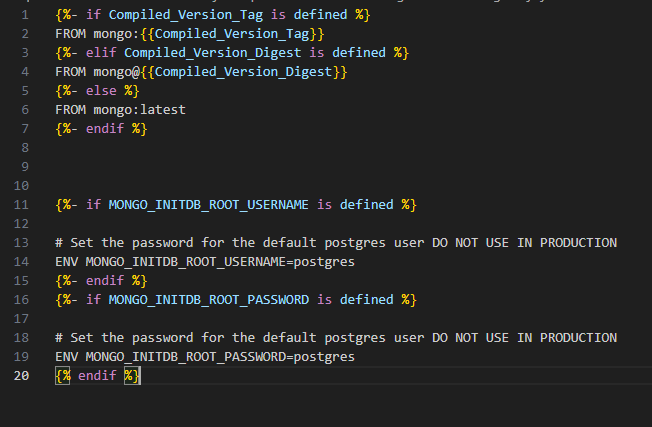 1 {%- if Compiled_Version_Tag is defined %}
2 FROM mongo:{{Compiled_Version_Tag}}
3 {%- elif Compiled_Version_Digest is defined %}
4 FROM mongo@{{Compiled_Version_Digest}}
5 {%- else %}
6 FROM mongo:latest
7 {%- endif %}
8
9
10
11 {%- if MONGO_INITDB_ROOT_USERNAME is defined %}
12
13 # Set the password for the default postgres user DO NOT USE IN PRODUCTION
14 ENV MONGO_INITDB_ROOT_USERNAME=postgres
15 {%- endif %}
16 {%- if MONGO_INITDB_ROOT_PASSWORD is defined %}
17
18 # Set the password for the default postgres user DO NOT USE IN PRODUCTION
19 ENV MONGO_INITDB_ROOT_PASSWORD=postgres
20 {% endif %}